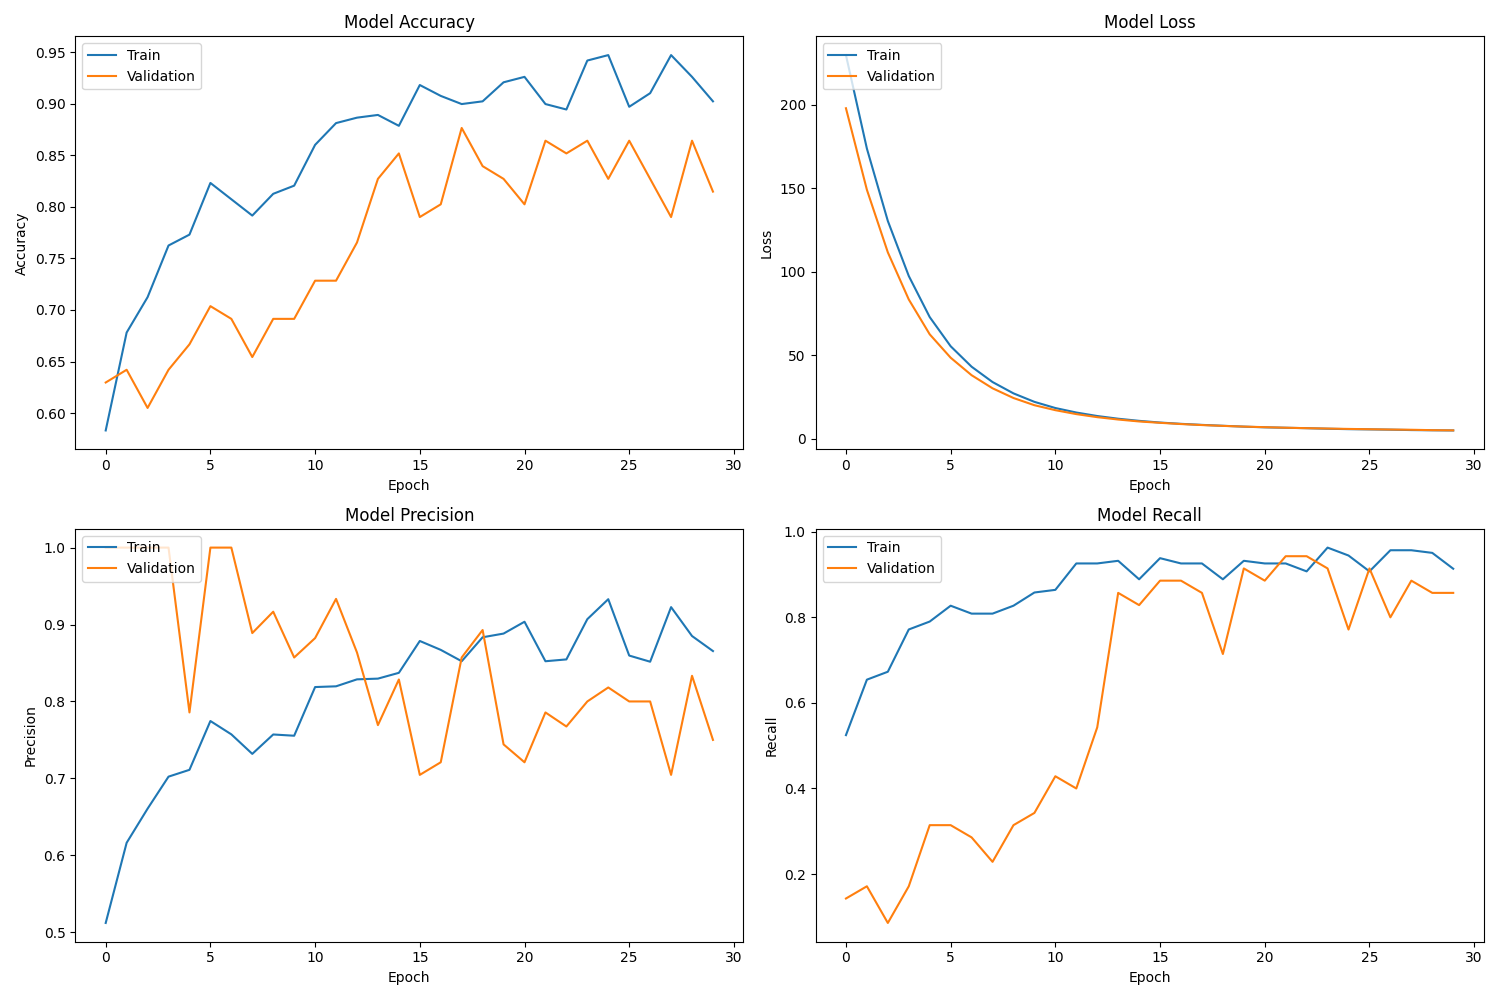 Model Accuracy
Train
Validation
0.95
0.90
0.85
0.80
0.75
0.70
0.65
0.60
Accuracy
0 5 10 15 20 25 30
Epoch
Model Loss
Train
Validation
200
150
100
50
0
Loss
0 5 10 15 20 25 30
Epoch
Model Precision
Train
Validation
1.0
0.9
0.8
0.7
0.6
0.5
Precision
0 5 10 15 20 25 30
Epoch
Model Recall
Train
Validation
1.0
0.8
0.6
0.4
0.2
Recall
0 5 10 15 20 25 30
Epoch